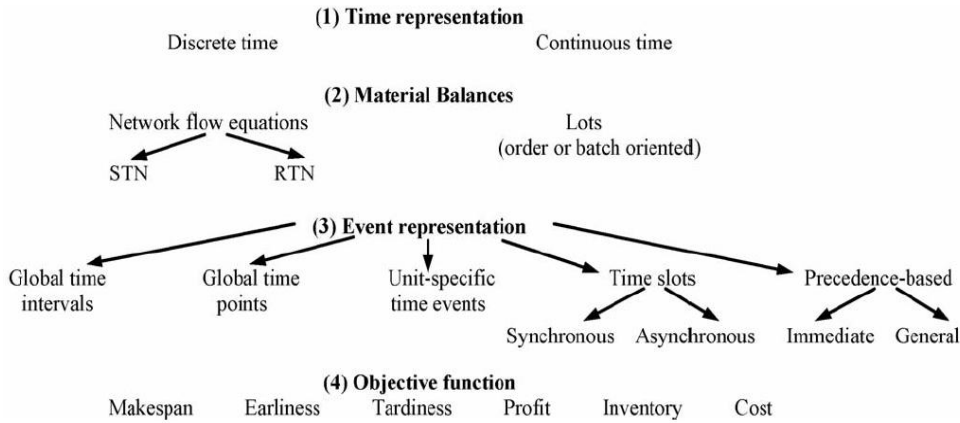 (1) Time representation
Discrete time Continuous time
(2) Material Balances
Network flow equations Lots
(order or batch oriented)
STN RTN
(3) Event representation
Global time Global time Unit-specific Time slots Precedence-based
intervals points time events
Synchronous Asynchronous Immediate General
(4) Objective function
Makespan Earliness Tardiness Profit Inventory Cost